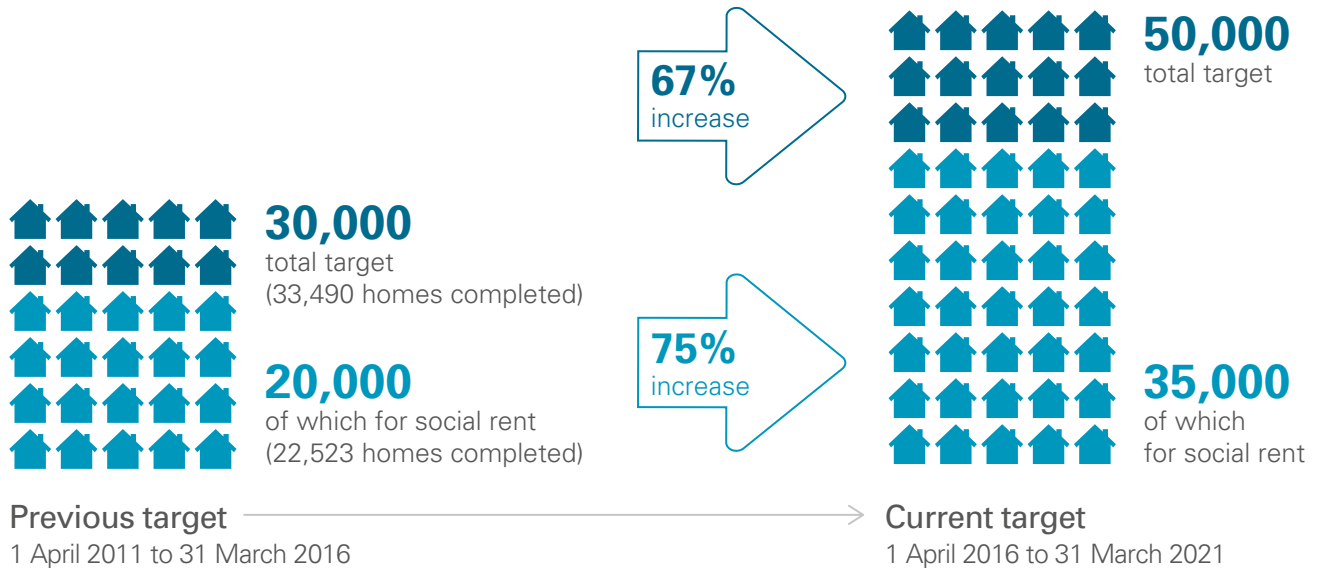 30,000
total target
(33,490 homes completed)
20,000
of which for social rent
(22,523 homes completed)
Previous target
1 April 2011 to 31 March 2016
67%
increase
75%
increase
50,000
total target
35,000
of which
for social rent
Current target
1 April 2016 to 31 March 2021